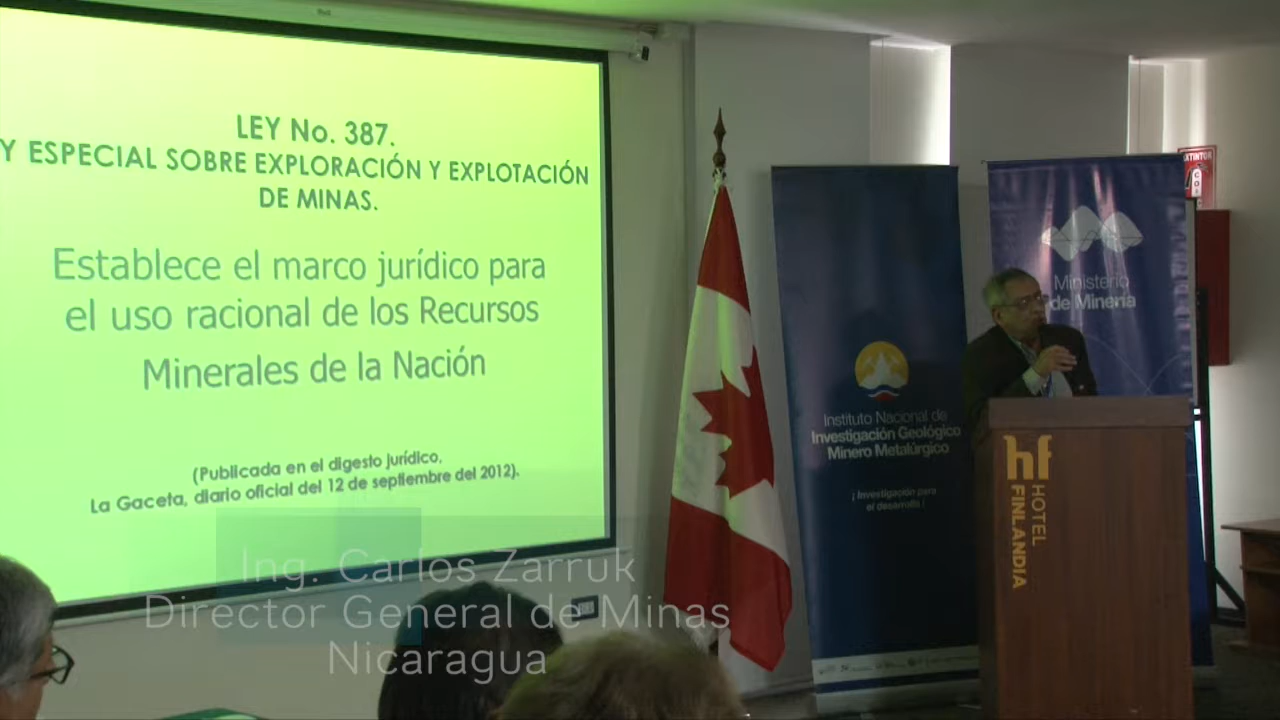 LEY No. 387.
Y ESPECIAL SOBRE EXPLORACIÓN Y EXPLOTACIÓN
DE MINAS.
Establece el marco jurídico para
el uso racional de los Recursos
Minerales de la Nación
(Publicada en el digesto jurídico,
La Gaceta, diario oficial del 12 de septiembre del 2012).
Instituto Nacional de
Investigación Geológico
Minero Metalúrgico
¡ Investigación para
el desarrollo !
Ministerio
de Minería
EXTINTOR
hf
HOTEL
FINLANDIA
Ing. Carlos Zarruk
Director General de Minas
Nicaragua